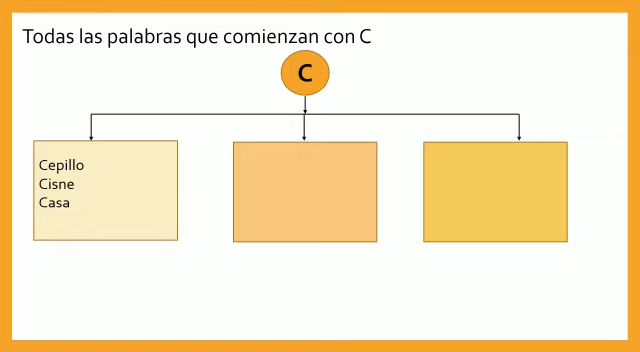 Todas las palabras que comienzan con C
C
Cepillo
Cisne
Casa